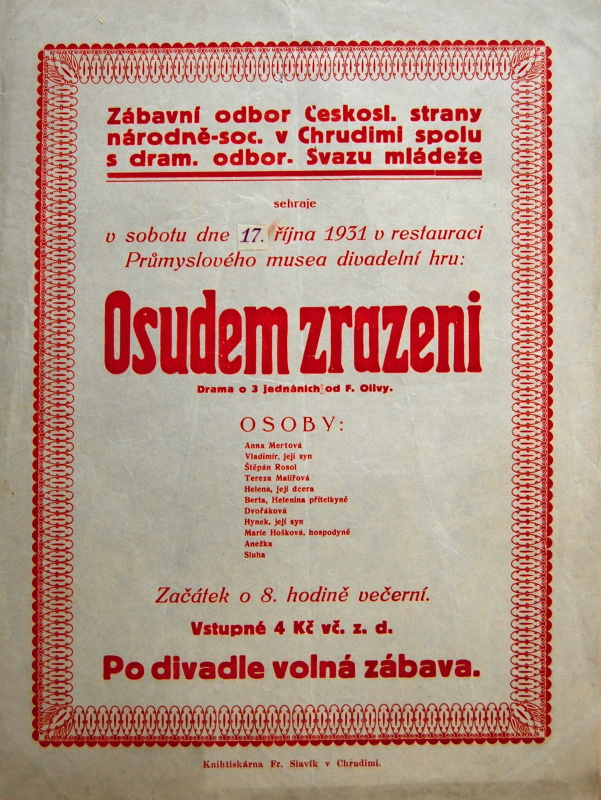 Zábavní odbor Českosl. strany
národně-soc. v Chrudimi spolu
s dram. odbor. Svazu mládeže
sehraje
v sobotu dne 17. října 1931 v restauraci
Průmyslového musea divadelní hru:
Osudem zrazeni
Drama o 3 jednáních od F. Olivy.
OSOBY:
Anna Mertová
Vladimír, její syn
Štěpán Rosol
Tereza Malířová
Helena, její dcera
Berta, Helenina přítelkyně
Dvořáková
Hynek, její syn
Marie Hošková, hospodyně
Anežka
Sluha
Začátek o 8. hodině večerní.
Vstupné 4 Kč vč. z. d.
Po divadle volná zábava.
Knihtiskárna Fr. Slavík v Chrudimi.